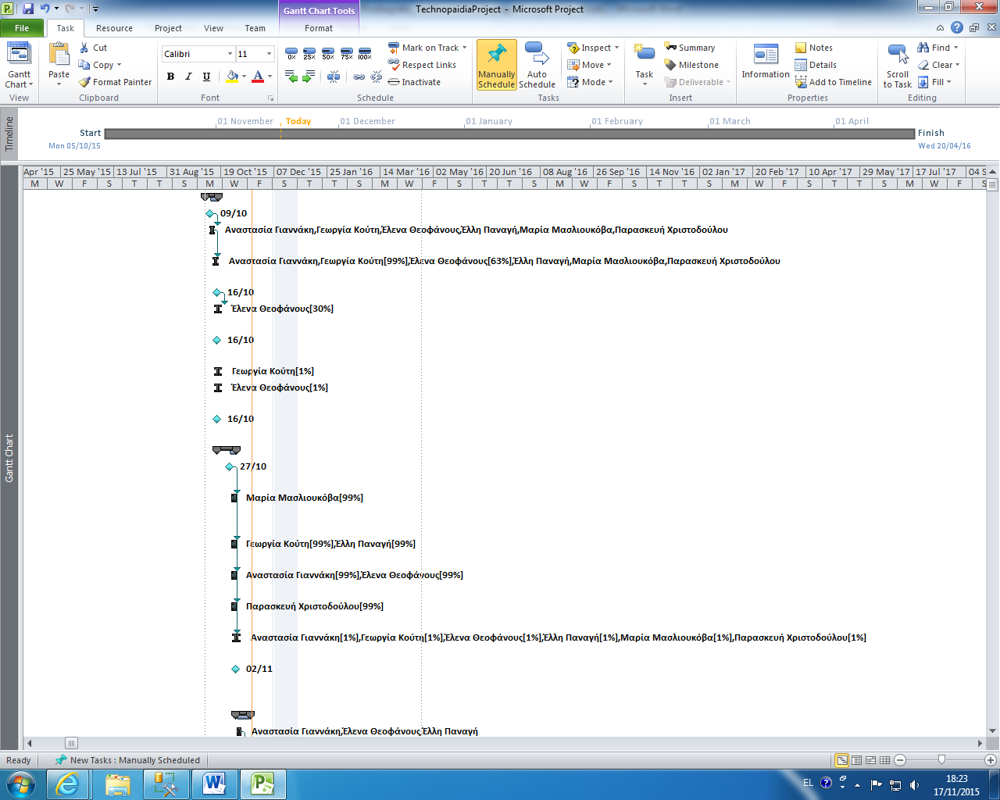 TechnopaidiaProject - Microsoft Project
Gantt Chart Tools
File Task Resource Project View Team Format
Gantt Chart
Paste
Cut
Copy
Format Painter
Calibri 11
B I U A
0% 25% 50% 75% 100%
Mark on Track
Respect Links
Inactivate
Manually Schedule
Auto Schedule
Inspect
Move
Mode
Task
Summary
Milestone
Deliverable
Information
Notes
Details
Add to Timeline
Scroll to Task
Find
Clear
Fill
View Clipboard Font Schedule Tasks Insert Properties Editing
Timeline
01 November Today 01 December 01 January 01 February 01 March 01 April
Start Finish
Mon 05/10/15 Wed 20/04/16
Apr '15 25 May '15 13 Jul '15 31 Aug '15 19 Oct '15 07 Dec '15 25 Jan '16 14 Mar '16 02 May '16 20 Jun '16 08 Aug '16 26 Sep '16 14 Nov '16 02 Jan '17 20 Feb '17 10 Apr '17 29 May '17 17 Jul '17 04 S
M W F S T T S M W F S T T S M W F S T T S M W F S T T S M W F S T T S M W F S
Gantt Chart
09/10
Αναστασία Γιαννάκη,Γεωργία Κούτη,Έλενα Θεοφάνους,Έλλη Παναγή,Μαρία Μασλιουκόβα,Παρασκευή Χριστοδούλου
Αναστασία Γιαννάκη,Γεωργία Κούτη[99%],Έλενα Θεοφάνους[63%],Έλλη Παναγή,Μαρία Μασλιουκόβα,Παρασκευή Χριστοδούλου
16/10
Έλενα Θεοφάνους[30%]
16/10
Γεωργία Κούτη[1%]
Έλενα Θεοφάνους[1%]
16/10
27/10
Μαρία Μασλιουκόβα[99%]
Γεωργία Κούτη[99%],Έλλη Παναγή[99%]
Αναστασία Γιαννάκη[99%],Έλενα Θεοφάνους[99%]
Παρασκευή Χριστοδούλου[99%]
Αναστασία Γιαννάκη[1%],Γεωργία Κούτη[1%],Έλενα Θεοφάνους[1%],Έλλη Παναγή[1%],Μαρία Μασλιουκόβα[1%],Παρασκευή Χριστοδούλου[1%]
02/11
Αναστασία Γιαννάκη,Έλενα Θεοφάνους,Έλλη Παναγή
Ready New Tasks : Manually Scheduled
EL 18:23
17/11/2015